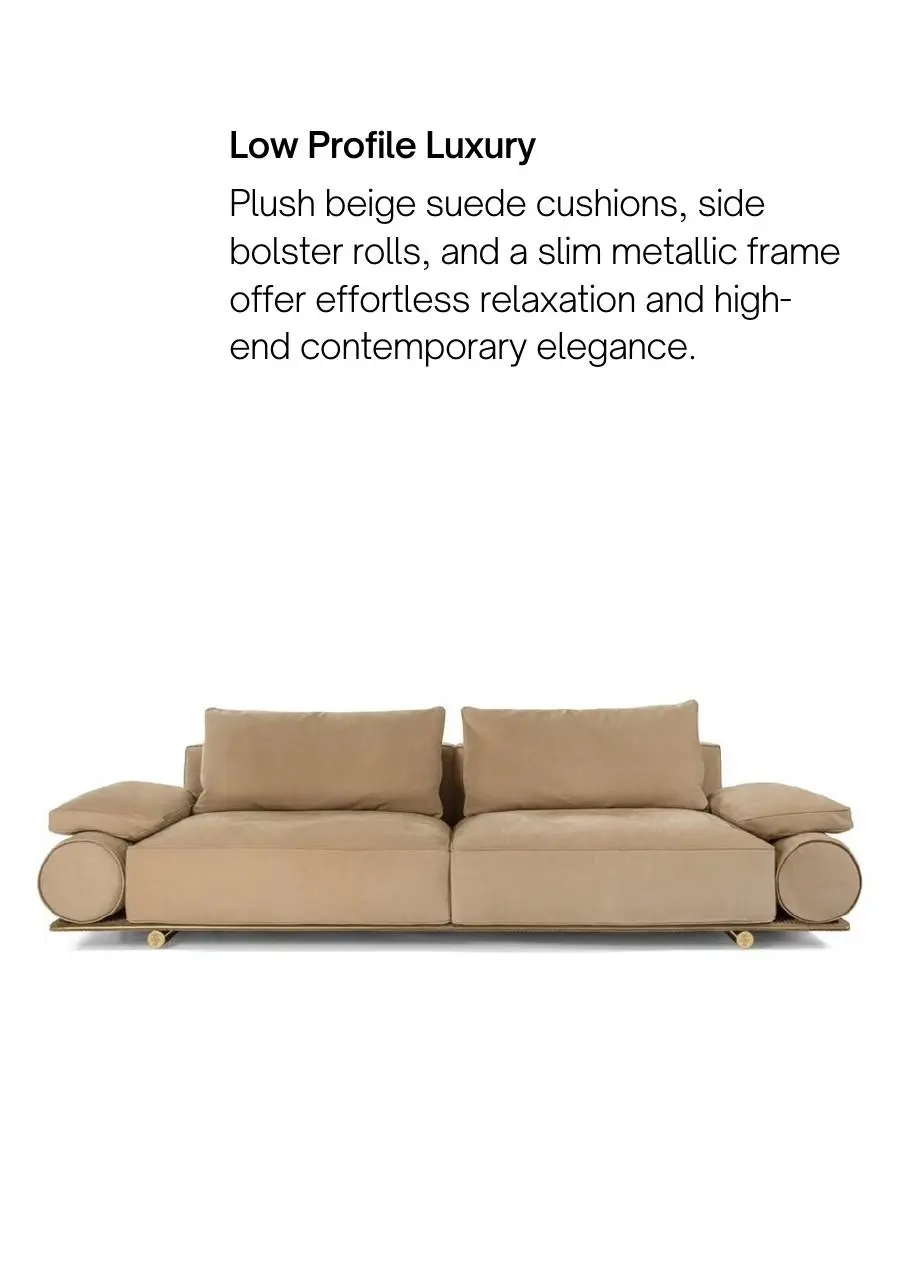 Low Profile Luxury
Plush beige suede cushions, side
bolster rolls, and a slim metallic frame
offer effortless relaxation and high-
end contemporary elegance.